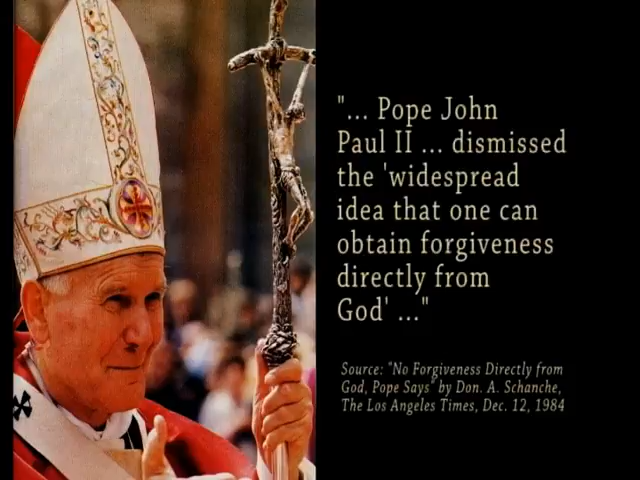 "... Pope John
Paul II ... dismissed
the 'widespread
idea that one can
obtain forgiveness
directly from
God' ..."
Source: "No Forgiveness Directly from
God, Pope Says" by Don. A. Schanche,
The Los Angeles Times, Dec. 12, 1984